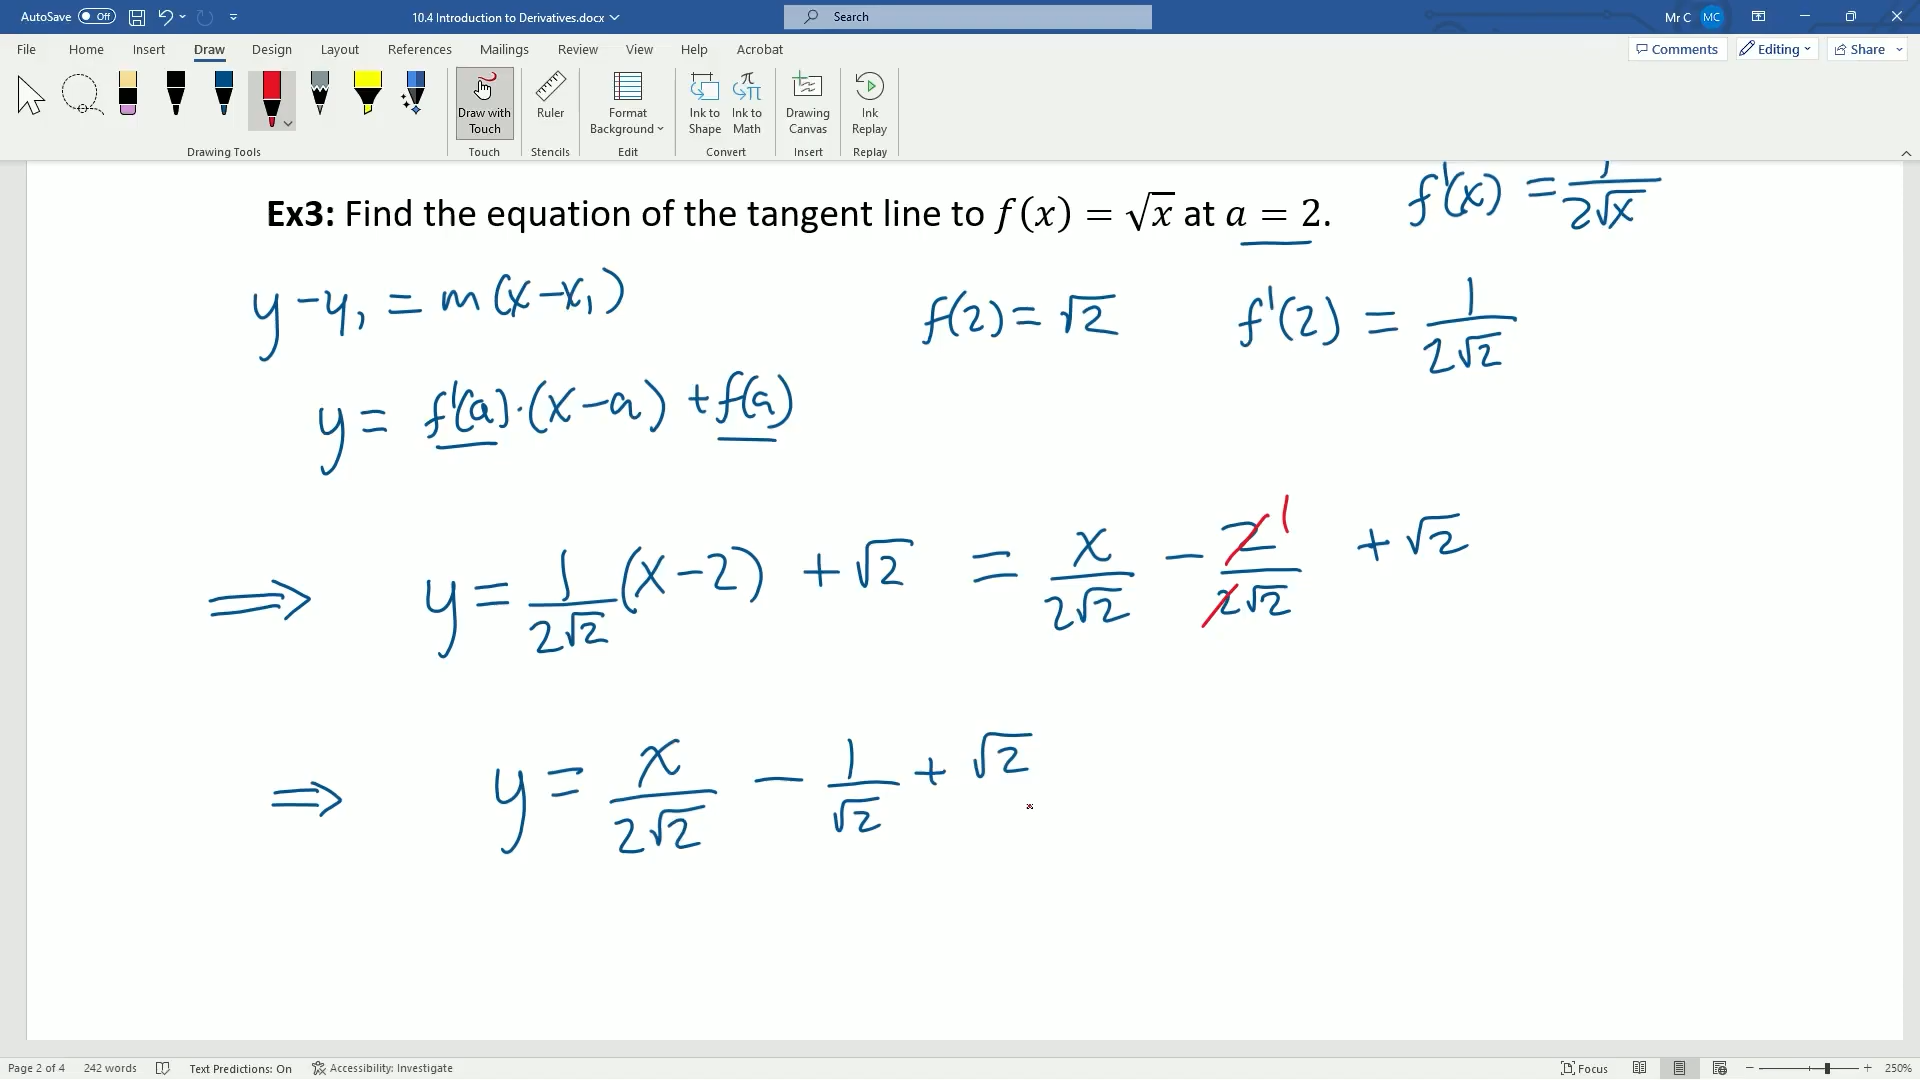 AutoSave Off 10.4 Introduction to Derivatives.docx Search Mr C MC
File Home Insert Draw Design Layout References Mailings Review View Help Acrobat Comments Editing Share
Draw with Touch Ruler Format Background Ink to Shape Ink to Math Drawing Canvas Ink Replay
Drawing Tools Touch Stencils Edit Convert Insert Replay
Ex3: Find the equation of the tangent line to f(x) = √x at a = 2. f'(x) = 1/(2√x)
y - y₁ = m(x-x₁) f(2) = √2 f'(2) = 1/(2√2)
y = f'(a)·(x-a) + f(a)
⟹ y = 1/(2√2) (x-2) + √2 = x/(2√2) - 2/(2√2) 1 + √2
⟹ y = x/(2√2) - 1/√2 + √2
Page 2 of 4 242 words Text Predictions: On Accessibility: Investigate Focus 250%